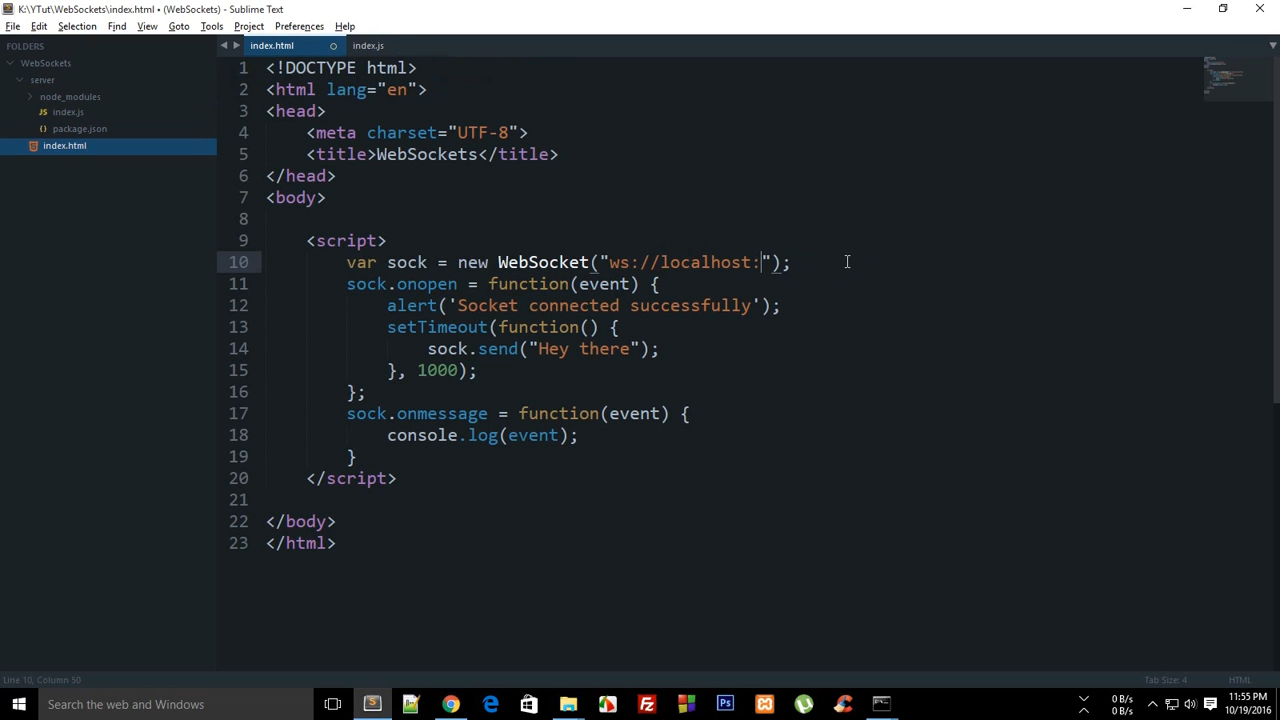 K:\YTut\WebSockets\index.html • (WebSockets) - Sublime Text
File Edit Selection Find View Goto Tools Project Preferences Help
FOLDERS
WebSockets
server
node_modules
JS index.js
{} package.json
index.html
index.html index.js
1 <!DOCTYPE html>
2 <html lang="en">
3 <head>
4 <meta charset="UTF-8">
5 <title>WebSockets</title>
6 </head>
7 <body>
8
9 <script>
10 var sock = new WebSocket("ws://localhost:");
11 sock.onopen = function(event) {
12 alert('Socket connected successfully');
13 setTimeout(function() {
14 sock.send("Hey there");
15 }, 1000);
16 };
17 sock.onmessage = function(event) {
18 console.log(event);
19 }
20 </script>
21
22 </body>
23 </html>
Line 10, Column 50
Tab Size: 4
HTML
Search the web and Windows
Ps
Fz
0 B/s
0 B/s
11:55 PM
10/19/2016